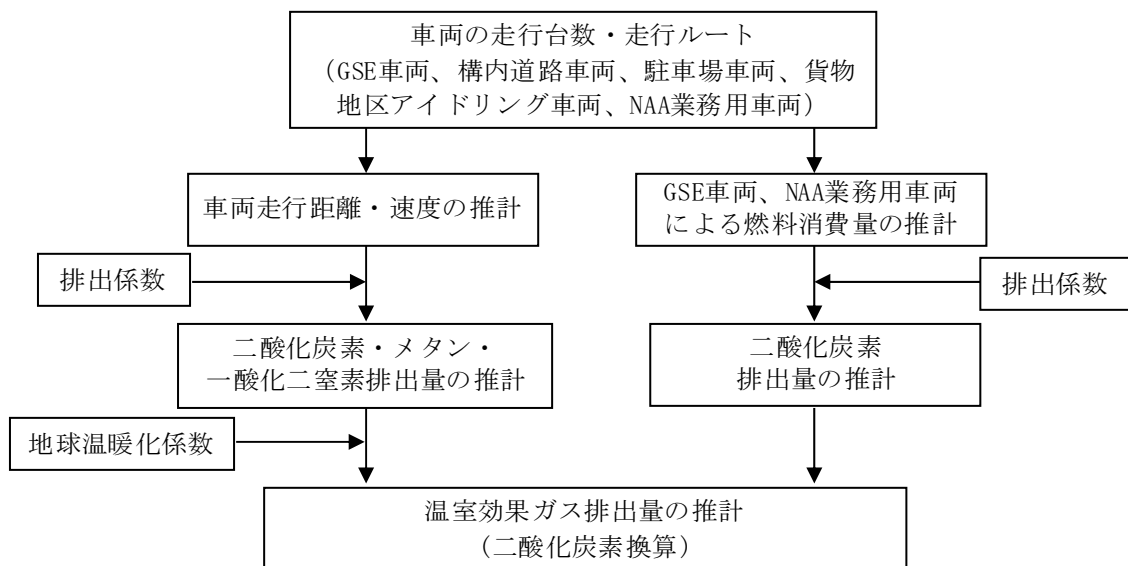 車両の走行台数・走行ルート
（GSE車両、構内道路車両、駐車場車両、貨物
地区アイドリング車両、NAA業務用車両）
車両走行距離・速度の推計
GSE車両、NAA業務用車両
による燃料消費量の推計
排出係数
排出係数
二酸化炭素・メタン・
一酸化二窒素排出量の推計
二酸化炭素
排出量の推計
地球温暖化係数
温室効果ガス排出量の推計
（二酸化炭素換算）